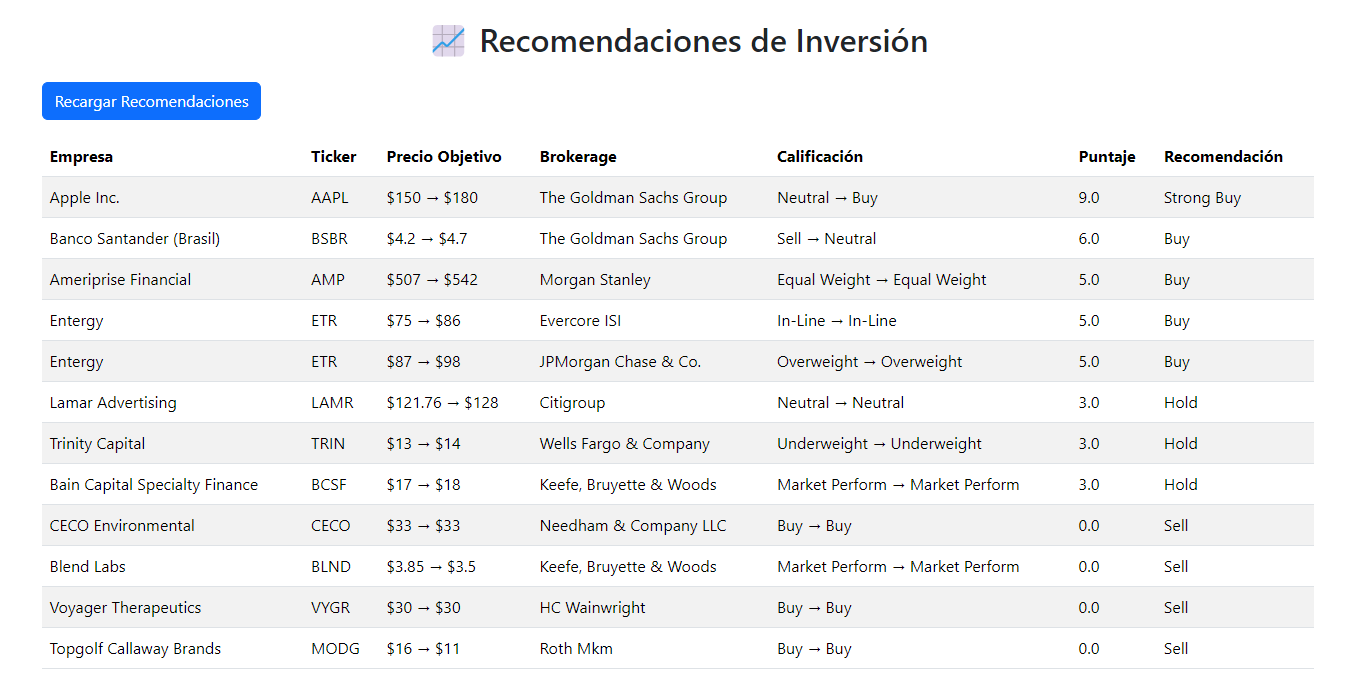 Recomendaciones de Inversión
Recargar Recomendaciones
Empresa Ticker Precio Objetivo Brokerage Calificación Puntaje Recomendación
Apple Inc. AAPL $150 → $180 The Goldman Sachs Group Neutral → Buy 9.0 Strong Buy
Banco Santander (Brasil) BSBR $4.2 → $4.7 The Goldman Sachs Group Sell → Neutral 6.0 Buy
Ameriprise Financial AMP $507 → $542 Morgan Stanley Equal Weight → Equal Weight 5.0 Buy
Entergy ETR $75 → $86 Evercore ISI In-Line → In-Line 5.0 Buy
Entergy ETR $87 → $98 JPMorgan Chase & Co. Overweight → Overweight 5.0 Buy
Lamar Advertising LAMR $121.76 → $128 Citigroup Neutral → Neutral 3.0 Hold
Trinity Capital TRIN $13 → $14 Wells Fargo & Company Underweight → Underweight 3.0 Hold
Bain Capital Specialty Finance BCSF $17 → $18 Keefe, Bruyette & Woods Market Perform → Market Perform 3.0 Hold
CECO Environmental CECO $33 → $33 Needham & Company LLC Buy → Buy 0.0 Sell
Blend Labs BLND $3.85 → $3.5 Keefe, Bruyette & Woods Market Perform → Market Perform 0.0 Sell
Voyager Therapeutics VYGR $30 → $30 HC Wainwright Buy → Buy 0.0 Sell
Topgolf Callaway Brands MODG $16 → $11 Roth Mkm Buy → Buy 0.0 Sell